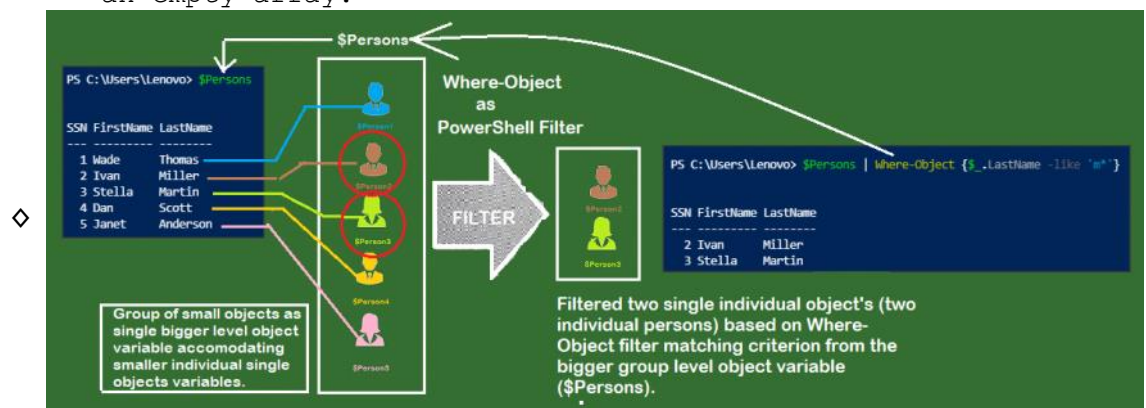 an empty array.
$Persons
PS C:\Users\Lenovo> $Persons
SSN FirstName LastName
--- --------- --------
1 Wade Thomas
2 Ivan Miller
3 Stella Martin
4 Dan Scott
5 Janet Anderson
Group of small objects as
single bigger level object
variable accomodating
smaller individual single
objects variables.
$Person1
$Person2
$Person3
$Person4
$Person5
Where-Object
as
PowerShell Filter
FILTER
$Person2
$Person3
PS C:\Users\Lenovo> $Persons | Where-Object {$_.LastName -like 'm*'}
SSN FirstName LastName
--- --------- --------
2 Ivan Miller
3 Stella Martin
Filtered two single individual object's (two
individual persons) based on Where-
Object filter matching criterion from the
bigger group level object variable
($Persons).